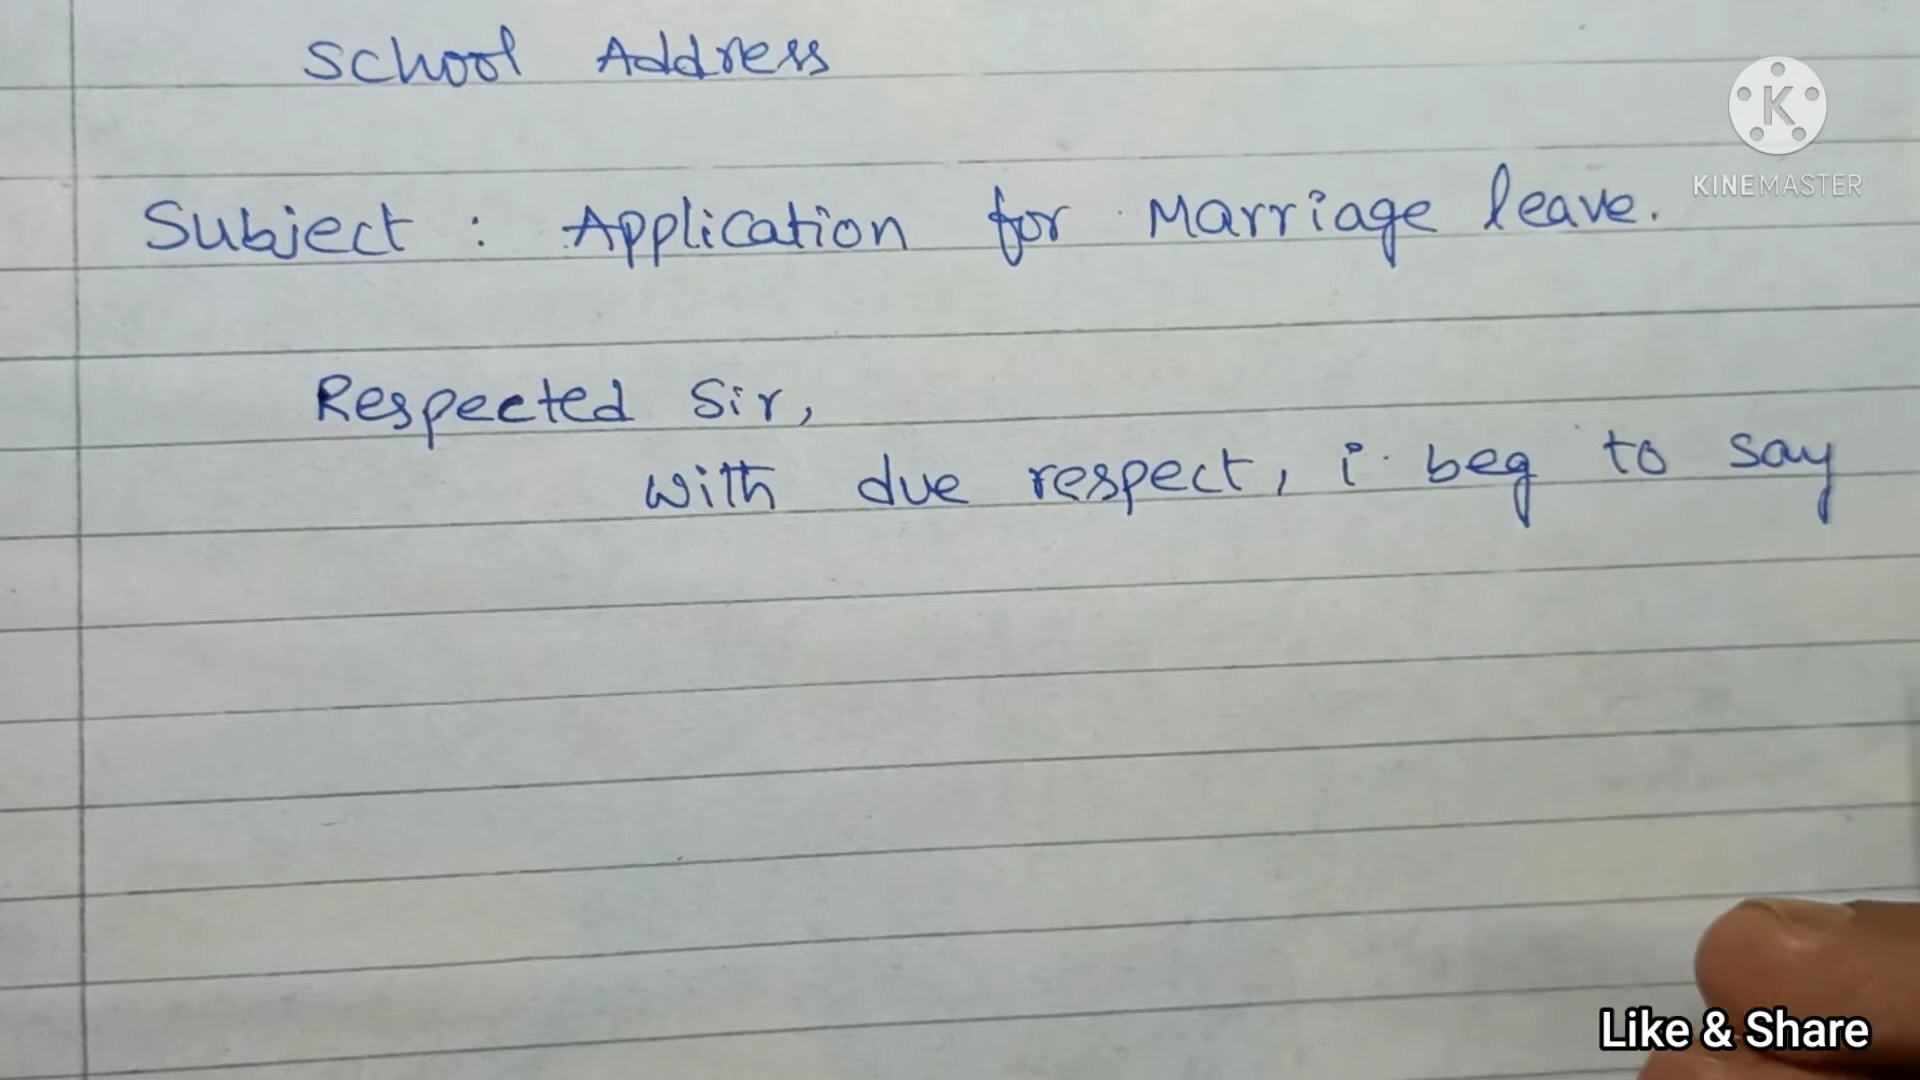 School Address
KINEMASTER
Subject : Application for Marriage leave.
Respected Sir,
with due respect, i beg to say
Like & Share